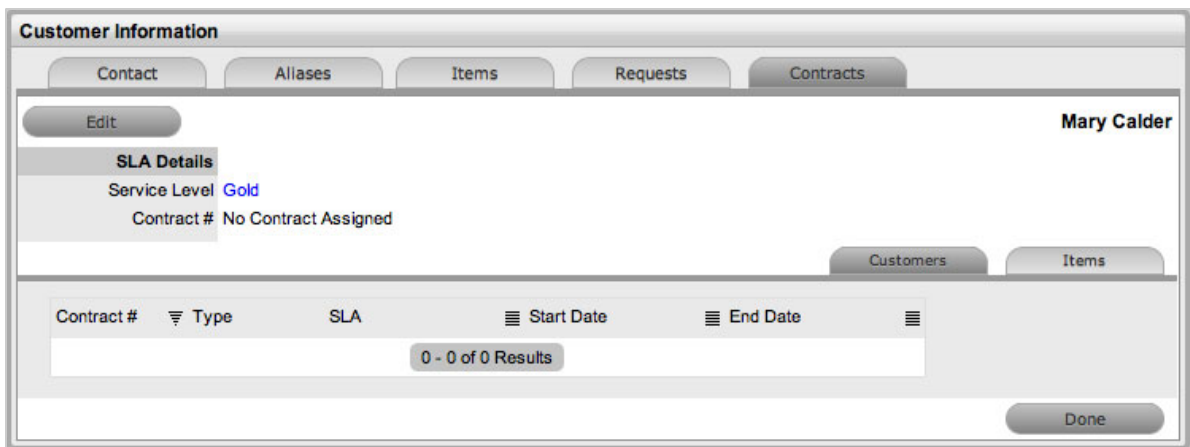 Customer Information
Contact Aliases Items Requests Contracts
Edit Mary Calder
SLA Details
Service Level Gold
Contract # No Contract Assigned
Customers Items
Contract # Type SLA Start Date End Date
0 - 0 of 0 Results
Done